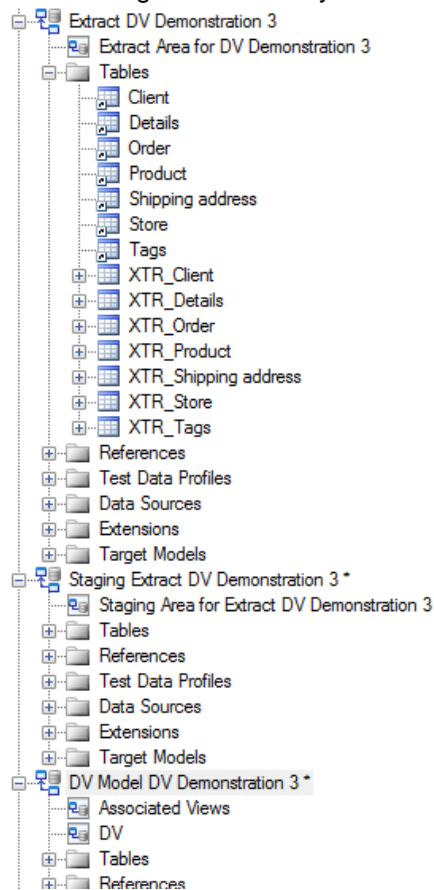 Extract DV Demonstration 3
Extract Area for DV Demonstration 3
Tables
Client
Details
Order
Product
Shipping address
Store
Tags
XTR_Client
XTR_Details
XTR_Order
XTR_Product
XTR_Shipping address
XTR_Store
XTR_Tags
References
Test Data Profiles
Data Sources
Extensions
Target Models
Staging Extract DV Demonstration 3 *
Staging Area for Extract DV Demonstration 3
Tables
References
Test Data Profiles
Data Sources
Extensions
Target Models
DV Model DV Demonstration 3 *
Associated Views
DV
Tables
References